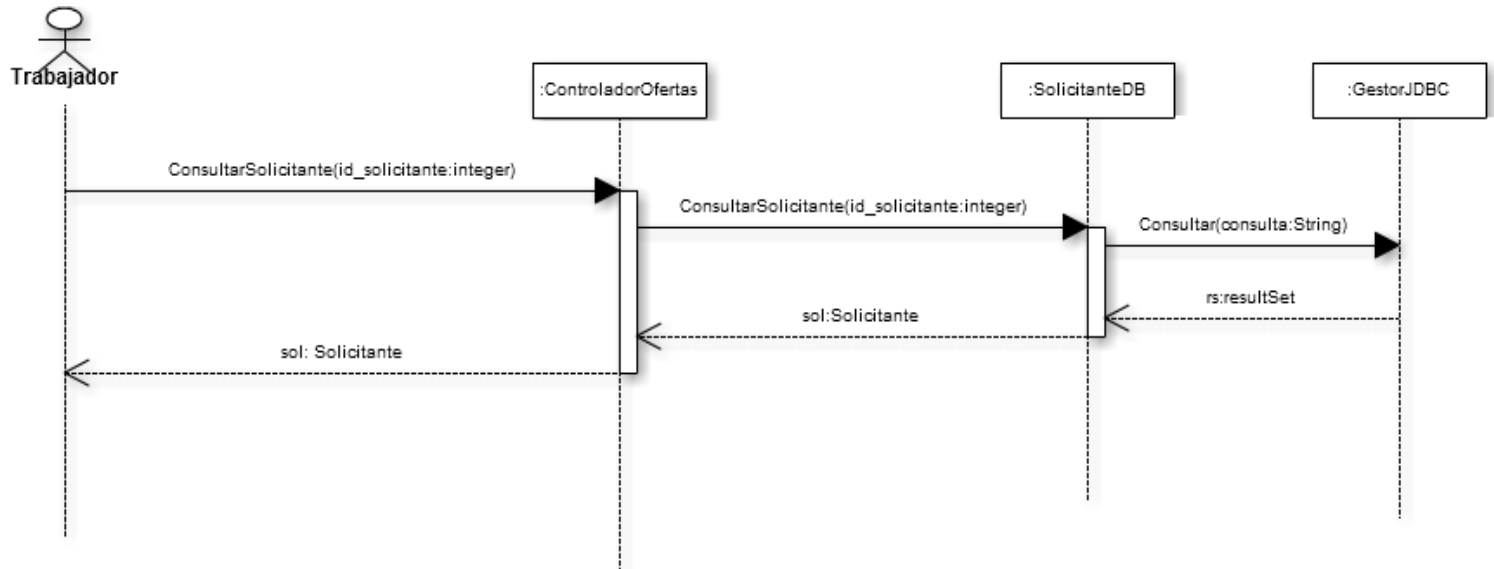 Trabajador
:ControladorOfertas
:SolicitanteDB
:GestorJDBC
ConsultarSolicitante(id_solicitante:integer)
ConsultarSolicitante(id_solicitante:integer)
Consultar(consulta:String)
rs:resultSet
sol:Solicitante
sol: Solicitante